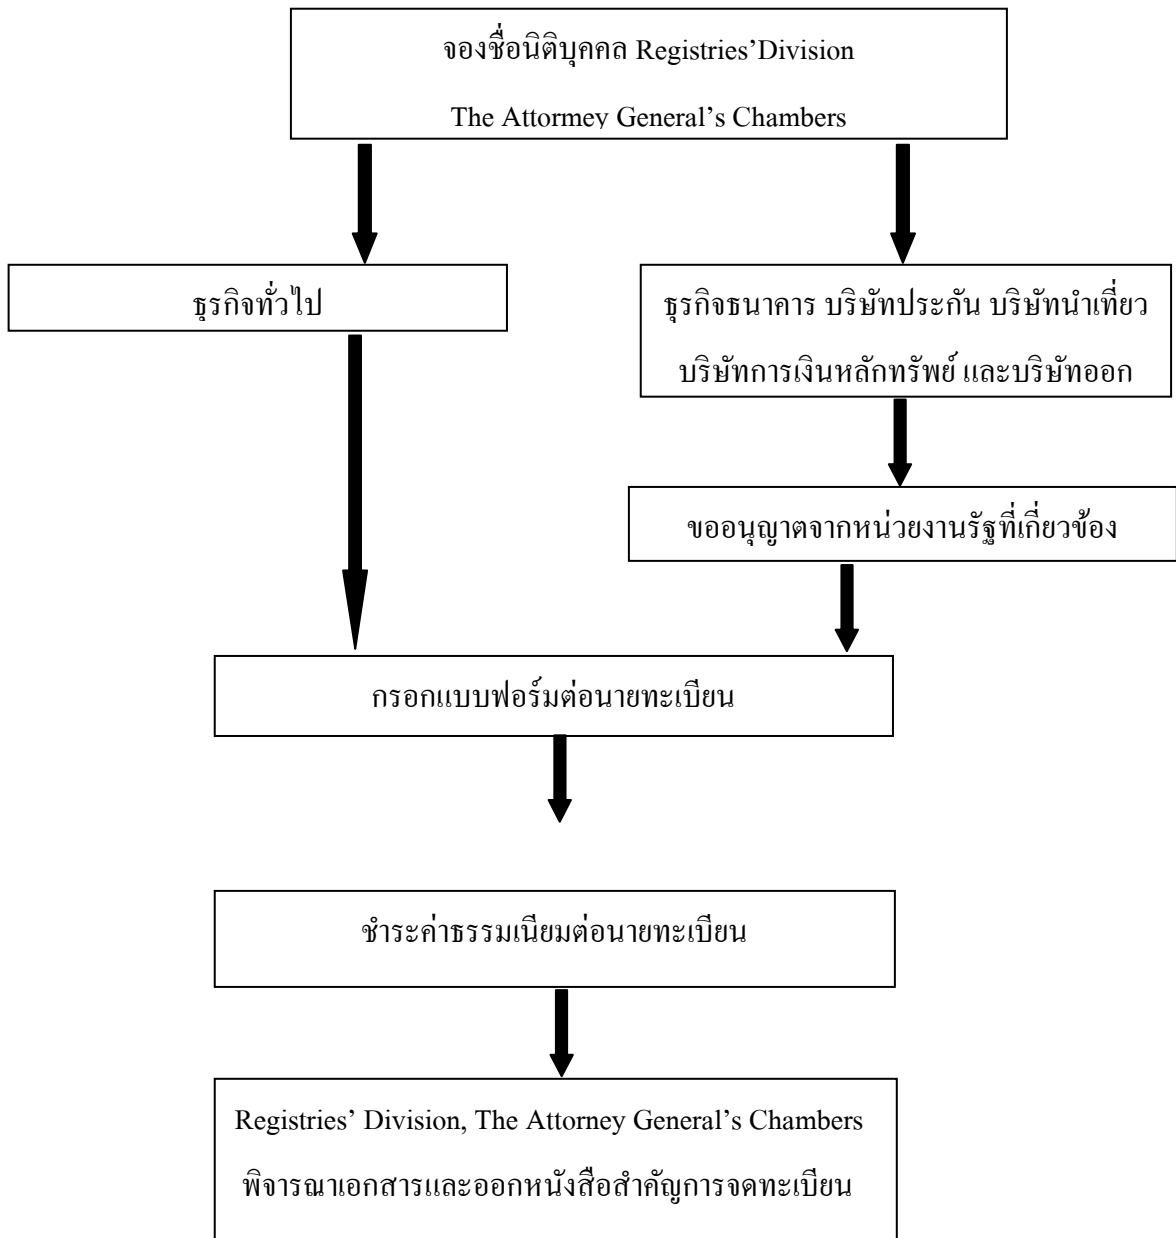 จองชื่อนิติบุคคล Registries’Division
The Attormey General’s Chambers
ธุรกิจทั่วไป
ธุรกิจธนาคาร บริษัทประกัน บริษัทนำเที่ยว
บริษัทการเงินหลักทรัพย์ และบริษัทออก
ขออนุญาตจากหน่วยงานรัฐที่เกี่ยวข้อง
กรอกแบบฟอร์มต่อนายทะเบียน
ชำระค่าธรรมเนียมต่อนายทะเบียน
Registries’ Division, The Attorney General’s Chambers
พิจารณาเอกสารและออกหนังสือสำคัญการจดทะเบียน